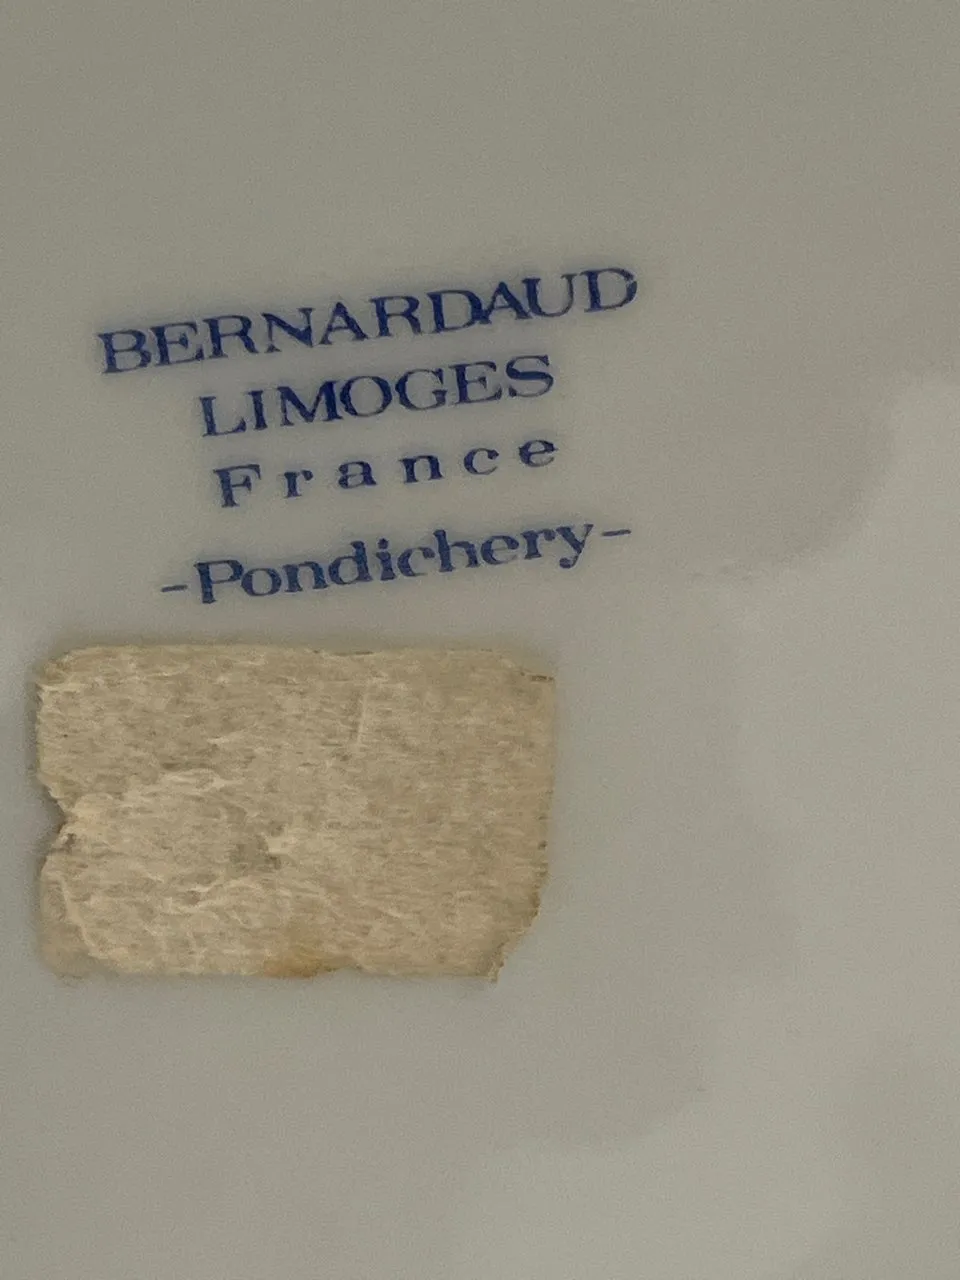 BERNARDAUD
LIMOGES
France
-Pondichery-